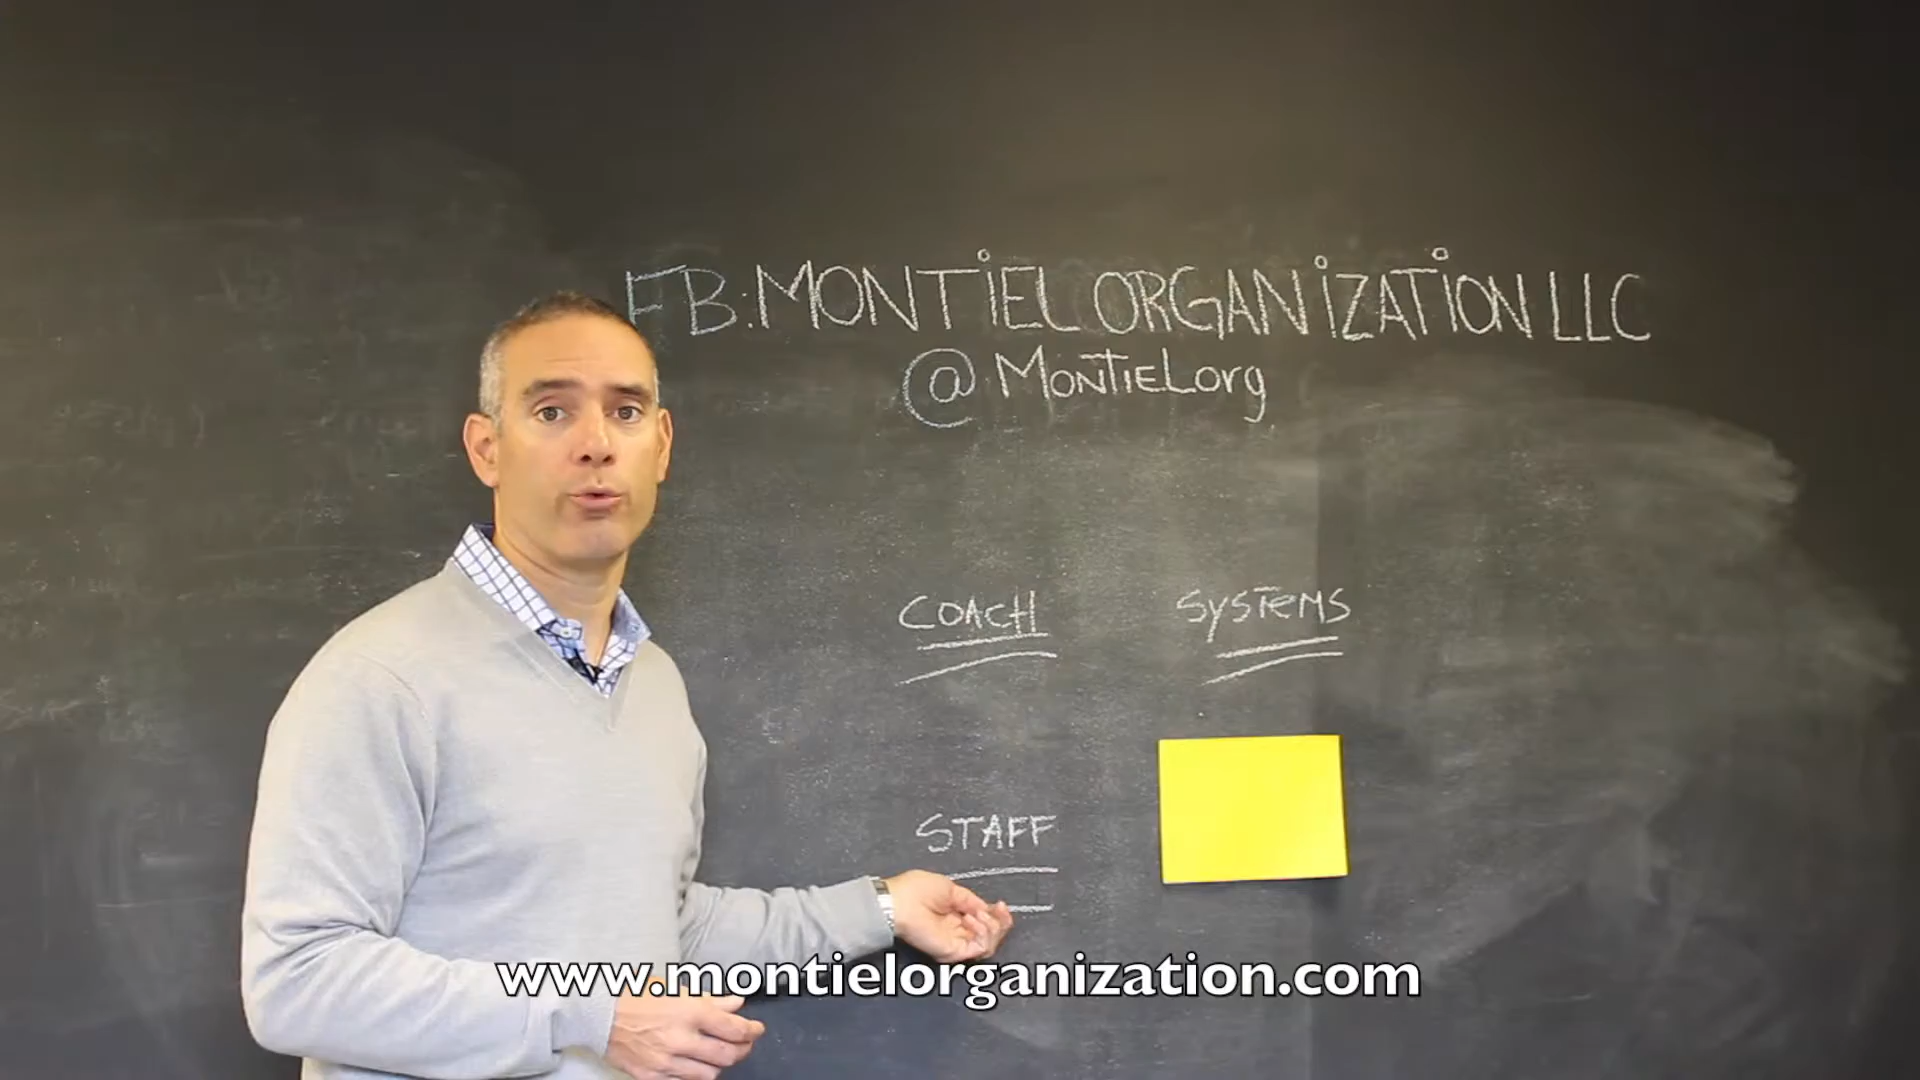 FB: MONTIEL ORGANIZATION LLC
@MONTIELorg
COACH
SYSTEMS
STAFF
www.montielorganization.com